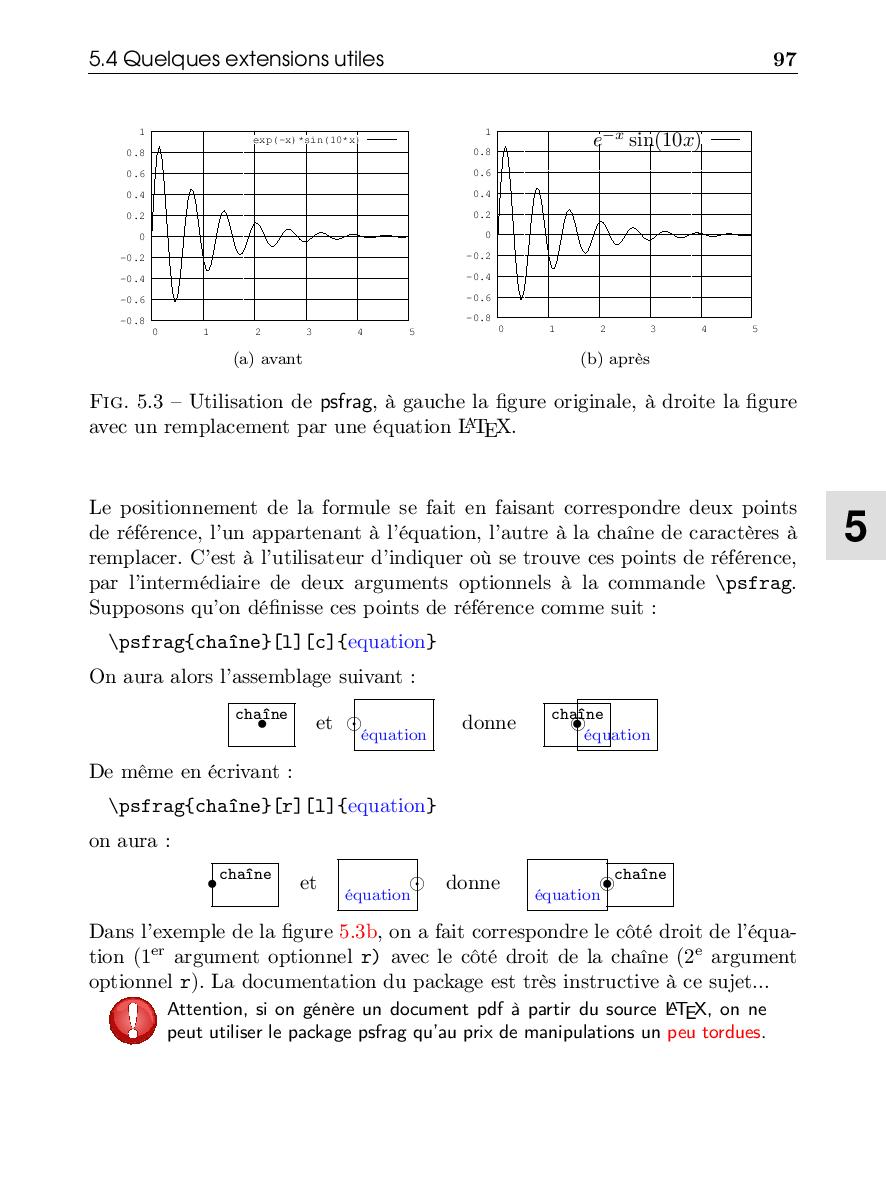 5.4 Quelques extensions utiles 97
exp(-x)*sin(10*x)
1
0.8
0.6
0.4
0.2
0
-0.2
-0.4
-0.6
-0.8
0 1 2 3 4 5
(a) avant
e^{-x} sin(10x)
1
0.8
0.6
0.4
0.2
0
-0.2
-0.4
-0.6
-0.8
0 1 2 3 4 5
(b) après
FIG. 5.3 – Utilisation de psfrag, à gauche la figure originale, à droite la figure
avec un remplacement par une équation LATEX.
Le positionnement de la formule se fait en faisant correspondre deux points
de référence, l'un appartenant à l'équation, l'autre à la chaîne de caractères à
remplacer. C'est à l'utilisateur d'indiquer où se trouve ces points de référence,
par l'intermédiaire de deux arguments optionnels à la commande \psfrag.
Supposons qu'on définisse ces points de référence comme suit :
5
\psfrag{chaîne}[l][c]{equation}
On aura alors l'assemblage suivant :
chaîne et équation donne chaîne équation
De même en écrivant :
\psfrag{chaîne}[r][l]{equation}
on aura :
chaîne et équation donne équation chaîne
Dans l'exemple de la figure 5.3b, on a fait correspondre le côté droit de l'équa-
tion (1er argument optionnel r) avec le côté droit de la chaîne (2e argument
optionnel r). La documentation du package est très instructive à ce sujet...
Attention, si on génère un document pdf à partir du source LATEX, on ne
peut utiliser le package psfrag qu'au prix de manipulations un peu tordues.